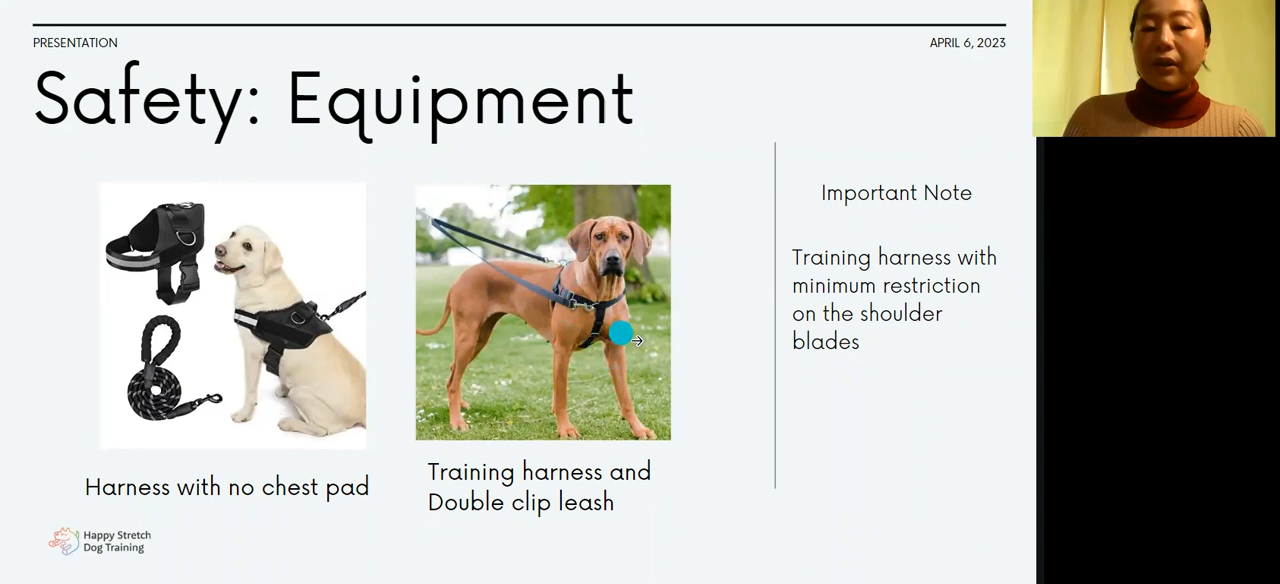 PRESENTATION
APRIL 6, 2023
Safety: Equipment
Important Note
Training harness with
minimum restriction
on the shoulder
blades
Harness with no chest pad
Training harness and
Double clip leash
Happy Stretch
Dog Training